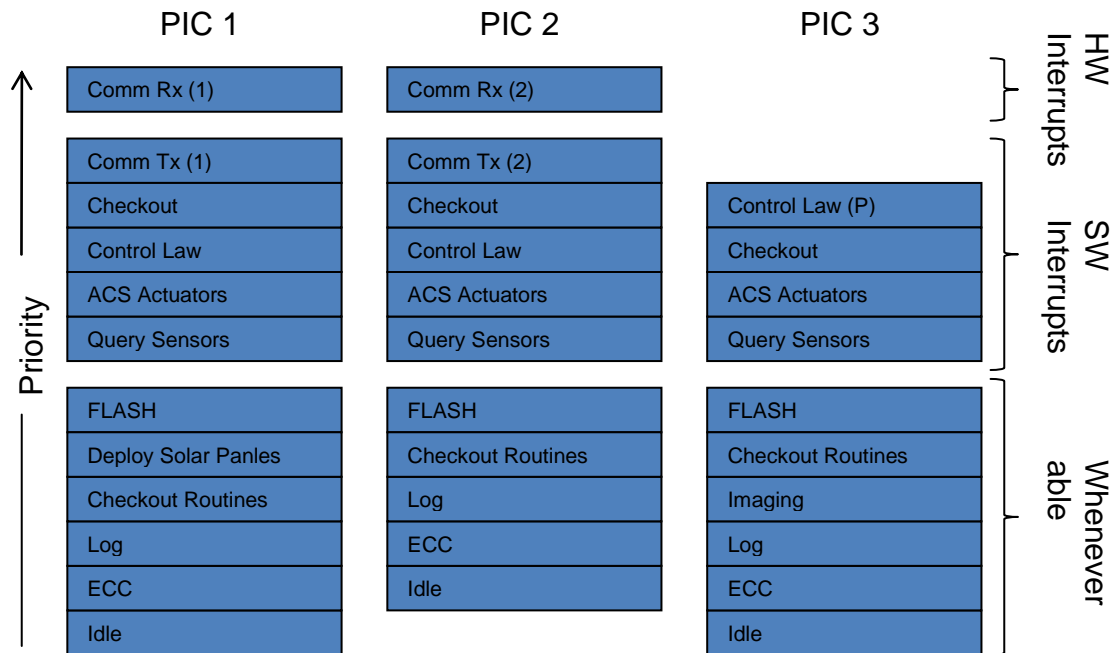 PIC 1
PIC 2
PIC 3
Priority
Comm Rx (1)
Comm Tx (1)
Checkout
Control Law
ACS Actuators
Query Sensors
FLASH
Deploy Solar Panles
Checkout Routines
Log
ECC
Idle
Comm Rx (2)
Comm Tx (2)
Checkout
Control Law
ACS Actuators
Query Sensors
FLASH
Checkout Routines
Log
ECC
Idle
Control Law (P)
Checkout
ACS Actuators
Query Sensors
FLASH
Checkout Routines
Imaging
Log
ECC
Idle
HW
Interrupts
SW
Interrupts
Whenever
able